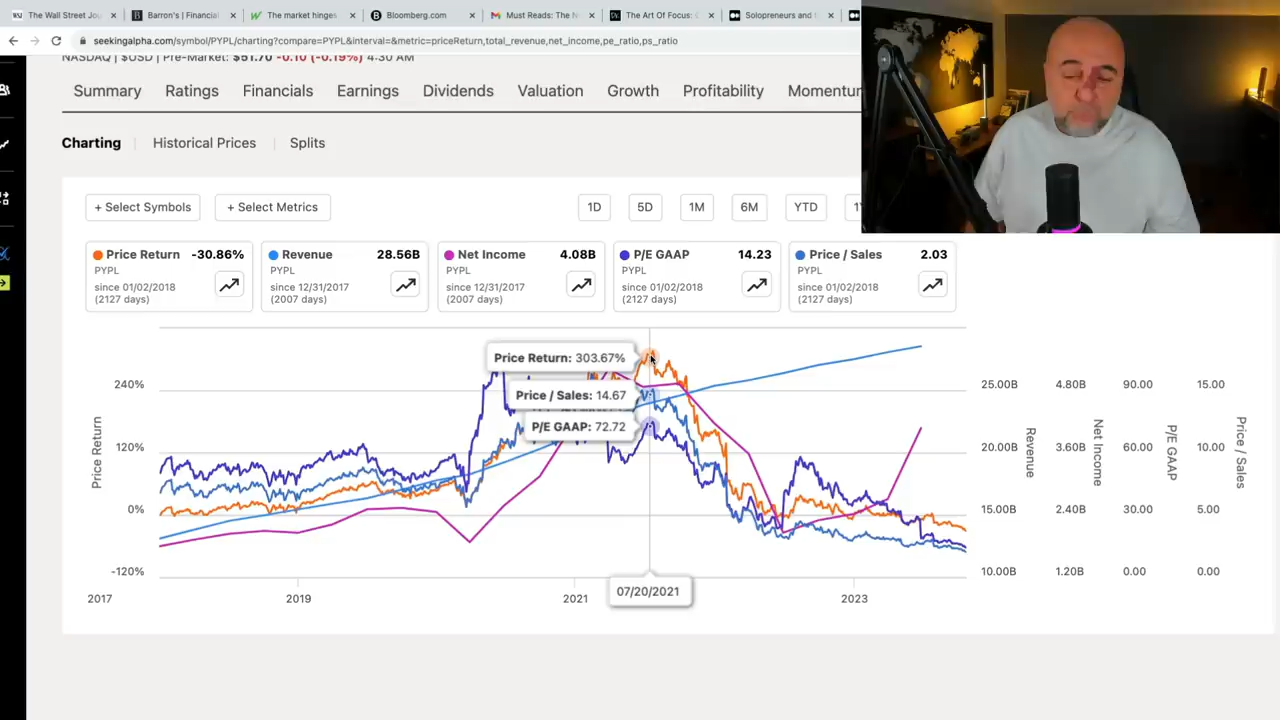 The Wall Street Jou
Barron's | Financial
The market hinges
Bloomberg.com
Must Reads: The N
The Art Of Focus:
Solopreneurs and
seekingalpha.com/symbol/PYPL/charting?compare=PYPL&interval=&metric=priceReturn,total_revenue,net_income,pe_ratio,ps_ratio
NASDAQ | $USD | Pre-Market: $51.70 -0.10 (-0.19%) 4:30 AM
Summary Ratings Financials Earnings Dividends Valuation Growth Profitability Momentu
Charting Historical Prices Splits
+ Select Symbols + Select Metrics 1D 5D 1M 6M YTD 1Y
Price Return -30.86%
PYPL
since 01/02/2018
(2127 days)
Revenue 28.56B
PYPL
since 12/31/2017
(2007 days)
Net Income 4.08B
PYPL
since 12/31/2017
(2007 days)
P/E GAAP 14.23
PYPL
since 01/02/2018
(2127 days)
Price / Sales 2.03
PYPL
since 01/02/2018
(2127 days)
Price Return: 303.67%
Price / Sales: 14.67
P/E GAAP: 72.72
240% 25.00B 4.80B 90.00 15.00
120% 20.00B 3.60B 60.00 10.00
0% 15.00B 2.40B 30.00 5.00
-120% 10.00B 1.20B 0.00 0.00
Price Return
Revenue
Net Income
P/E GAAP
Price / Sales
07/20/2021
2017 2019 2021 2023